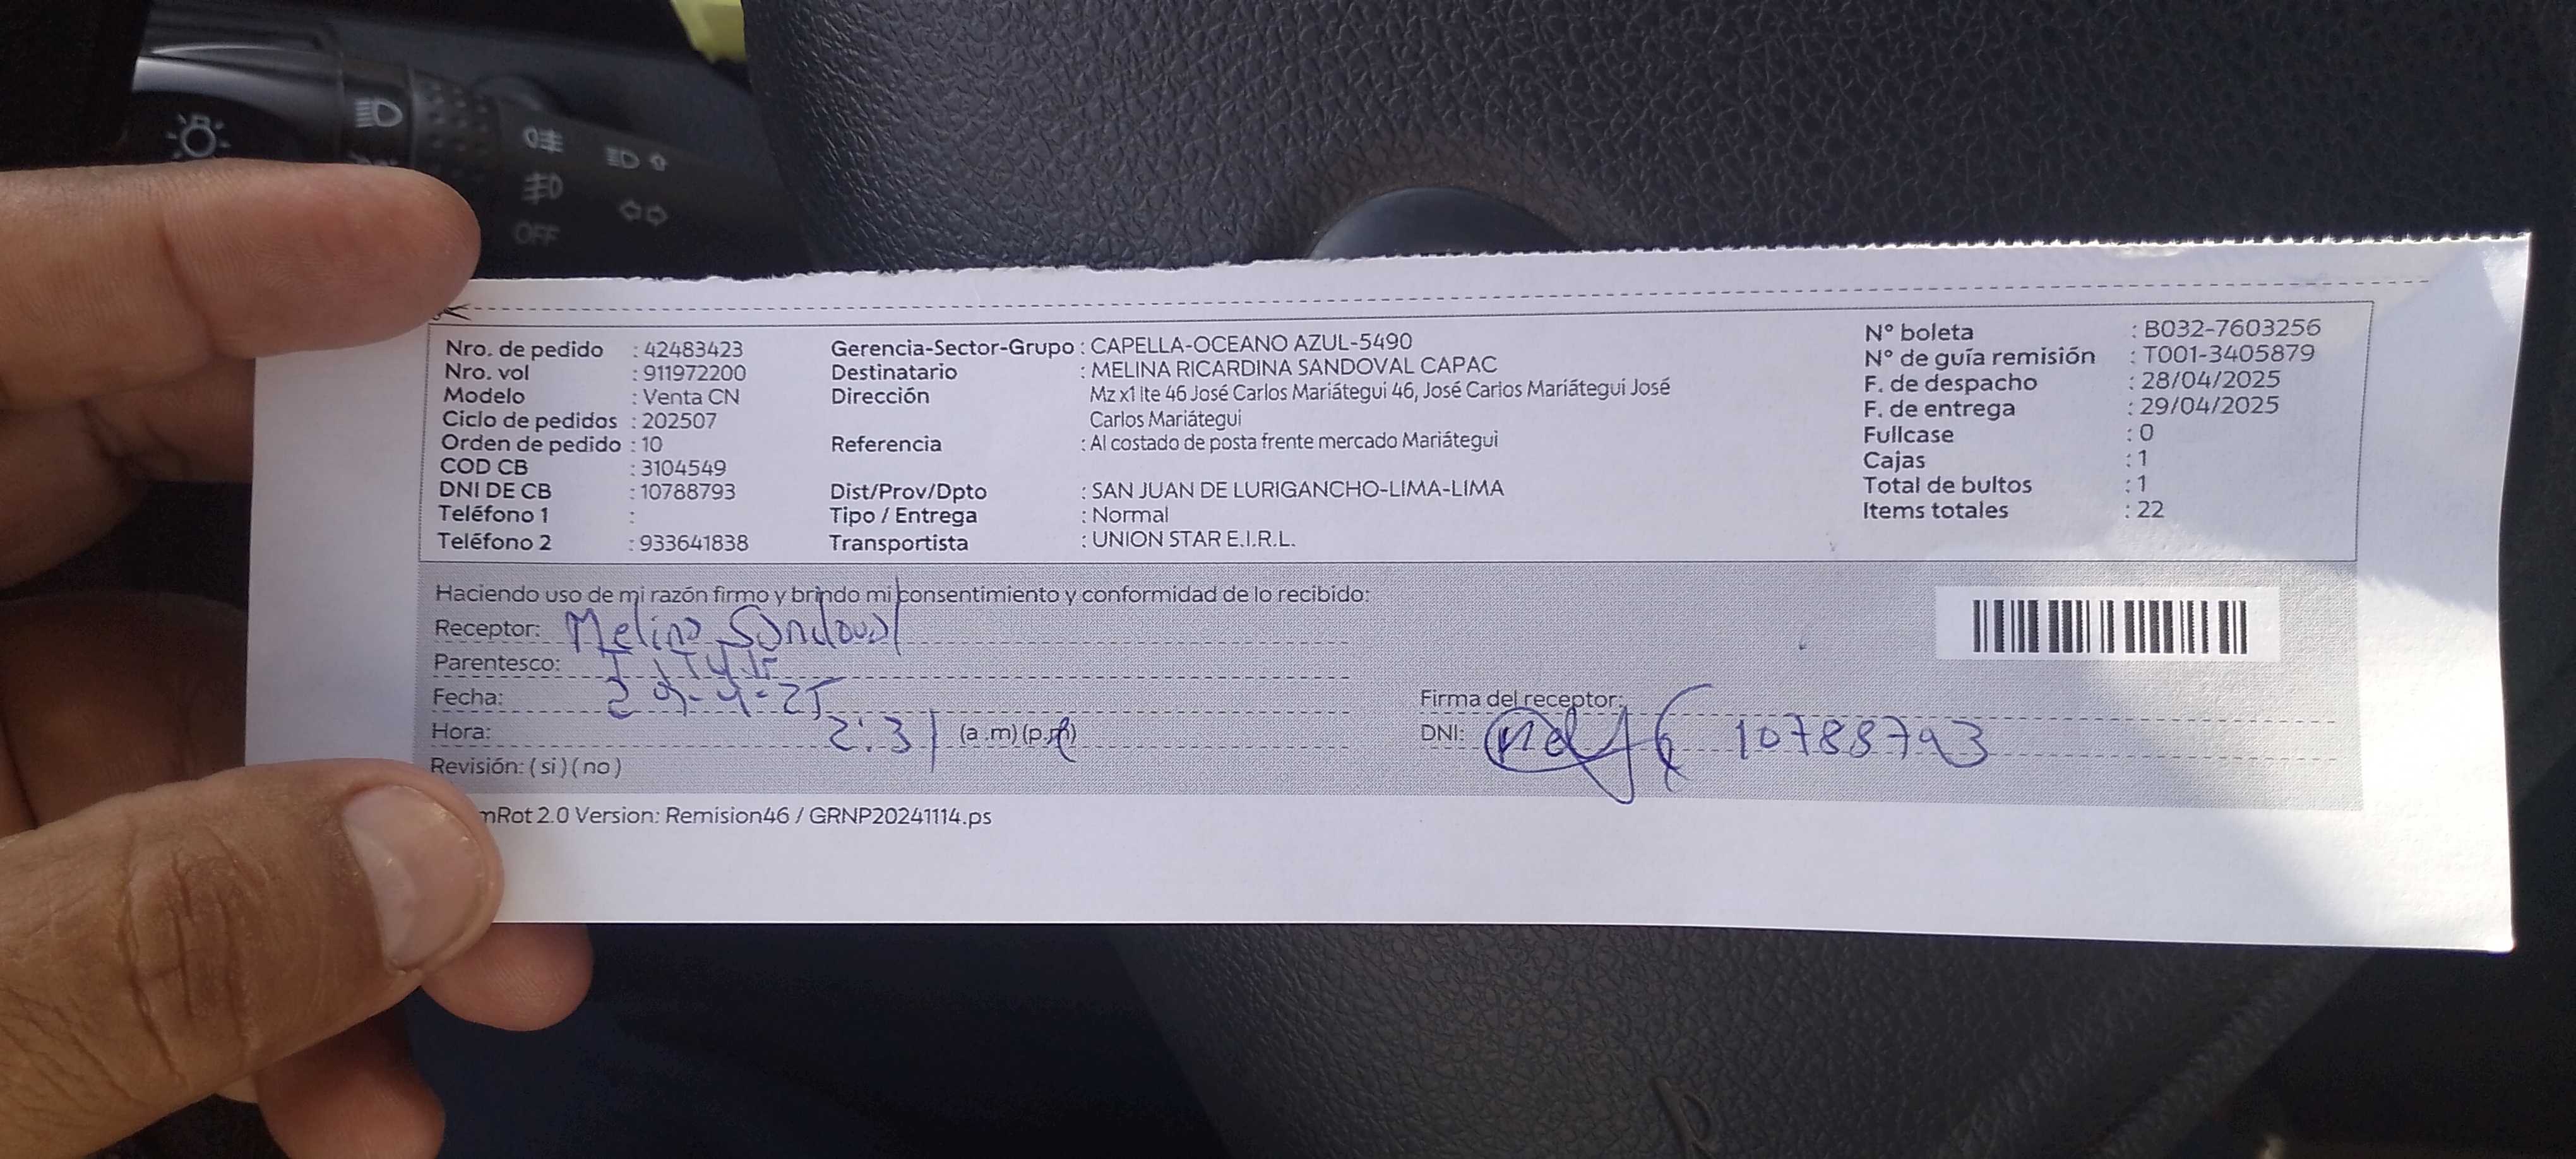 Nro. de pedido : 42483423
Nro. vol : 911972200
Modelo : Venta CN
Ciclo de pedidos : 202507
Orden de pedido : 10
COD CB : 3104549
DNI DE CB : 10788793
Teléfono 1 :
Teléfono 2 : 933641838
Gerencia-Sector-Grupo : CAPELLA-OCEANO AZUL-5490
Destinatario : MELINA RICARDINA SANDOVAL CAPAC
Dirección Mz x1 lte 46 José Carlos Mariátegui 46, José Carlos Mariátegui José
Carlos Mariátegui
Referencia : Al costado de posta frente mercado Mariátegui
Dist/Prov/Dpto : SAN JUAN DE LURIGANCHO-LIMA-LIMA
Tipo / Entrega : Normal
Transportista : UNION STAR E.I.R.L.
N° boleta : B032-7603256
N° de guía remisión : T001-3405879
F. de despacho : 28/04/2025
F. de entrega : 29/04/2025
Fullcase : 0
Cajas : 1
Total de bultos : 1
Items totales : 22
Haciendo uso de mi razón firmo y brindo mi consentimiento y conformidad de lo recibido:
Receptor: Melina Sandoval
Parentesco:
Fecha: 29-4-25
Hora: 2:31 (a .m) (p.m)
Revisión: ( si ) ( no )
Firma del receptor:
DNI: 10788793
mRot 2.0 Version: Remision46 / GRNP20241114.ps
OFF